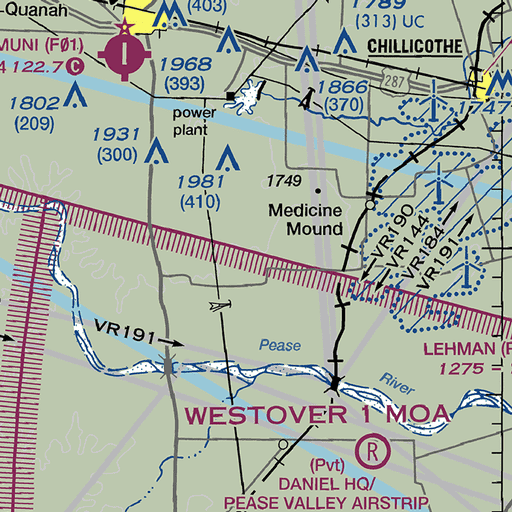 Quanah
(403)
1789
(313) UC
CHILLICOTHE
MUNI (F01)
4 122.7 C
1968
(393)
287
1866
(370)
1747
1802
(209)
power
plant
1931
(300)
1981
(410)
1749
Medicine
Mound
VR190
VR144
VR184
VR191
VR191
Pease
River
LEHMAN (P
1275 =
WESTOVER 1 MOA
R
(Pvt)
DANIEL HQ/
PEASE VALLEY AIRSTRIP